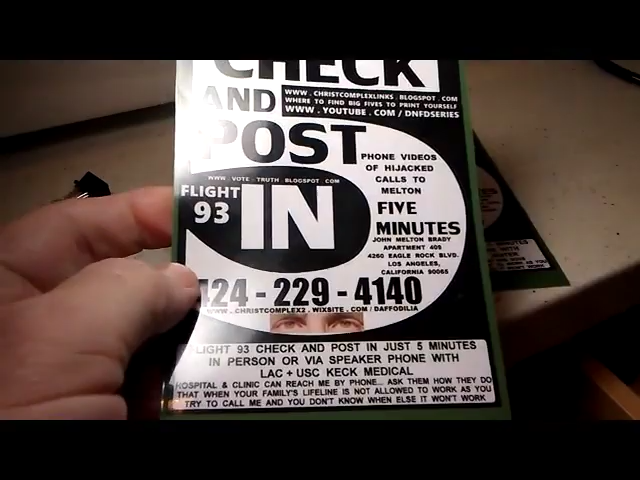 CHECK
AND
WWW . CHRISTCOMPLEXLINKS . BLOGSPOT . COM
WHERE TO FIND BIG FIVES TO PRINT YOURSELF
WWW . YOUTUBE . COM / DNFDSERIES
POST
PHONE VIDEOS
OF HIJACKED
CALLS TO
MELTON
WWW . VOTE - TRUTH . BLOGSPOT . COM
FLIGHT
93
IN
FIVE
MINUTES
JOHN MELTON BRADY
APARTMENT 409
4260 EAGLE ROCK BLVD.
LOS ANGELES,
CALIFORNIA 90065
424 - 229 - 4140
WWW . CHRISTCOMPLEX2 . WIXSITE . COM / DAFFODILIA
FLIGHT 93 CHECK AND POST IN JUST 5 MINUTES
IN PERSON OR VIA SPEAKER PHONE WITH
LAC + USC KECK MEDICAL
HOSPITAL & CLINIC CAN REACH ME BY PHONE... ASK THEM HOW THEY DO
THAT WHEN YOUR FAMILY'S LIFELINE IS NOT ALLOWED TO WORK AS YOU
TRY TO CALL ME AND YOU DON'T KNOW WHEN ELSE IT WON'T WORK